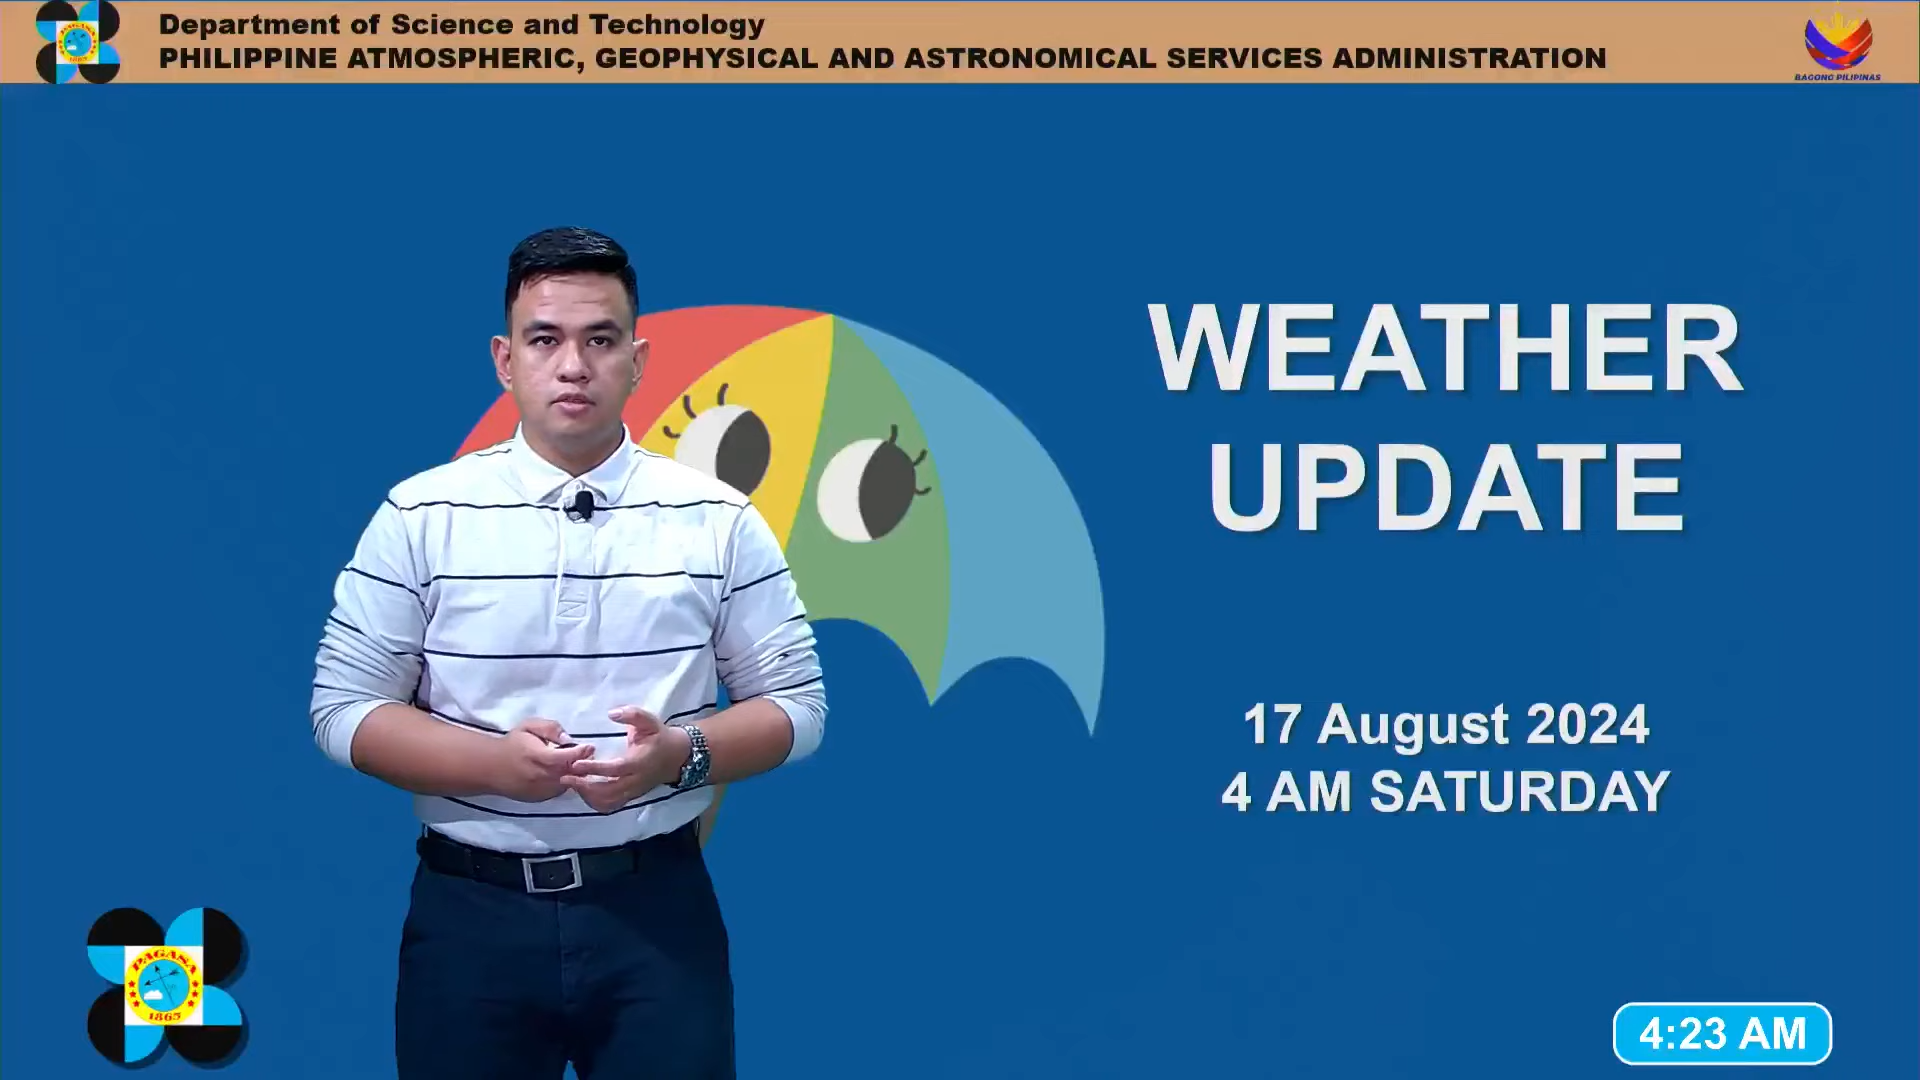 Department of Science and Technology
PHILIPPINE ATMOSPHERIC, GEOPHYSICAL AND ASTRONOMICAL SERVICES ADMINISTRATION
BAGONG PILIPINAS
WEATHER
UPDATE
17 August 2024
4 AM SATURDAY
PAGASA
1865
4:23 AM